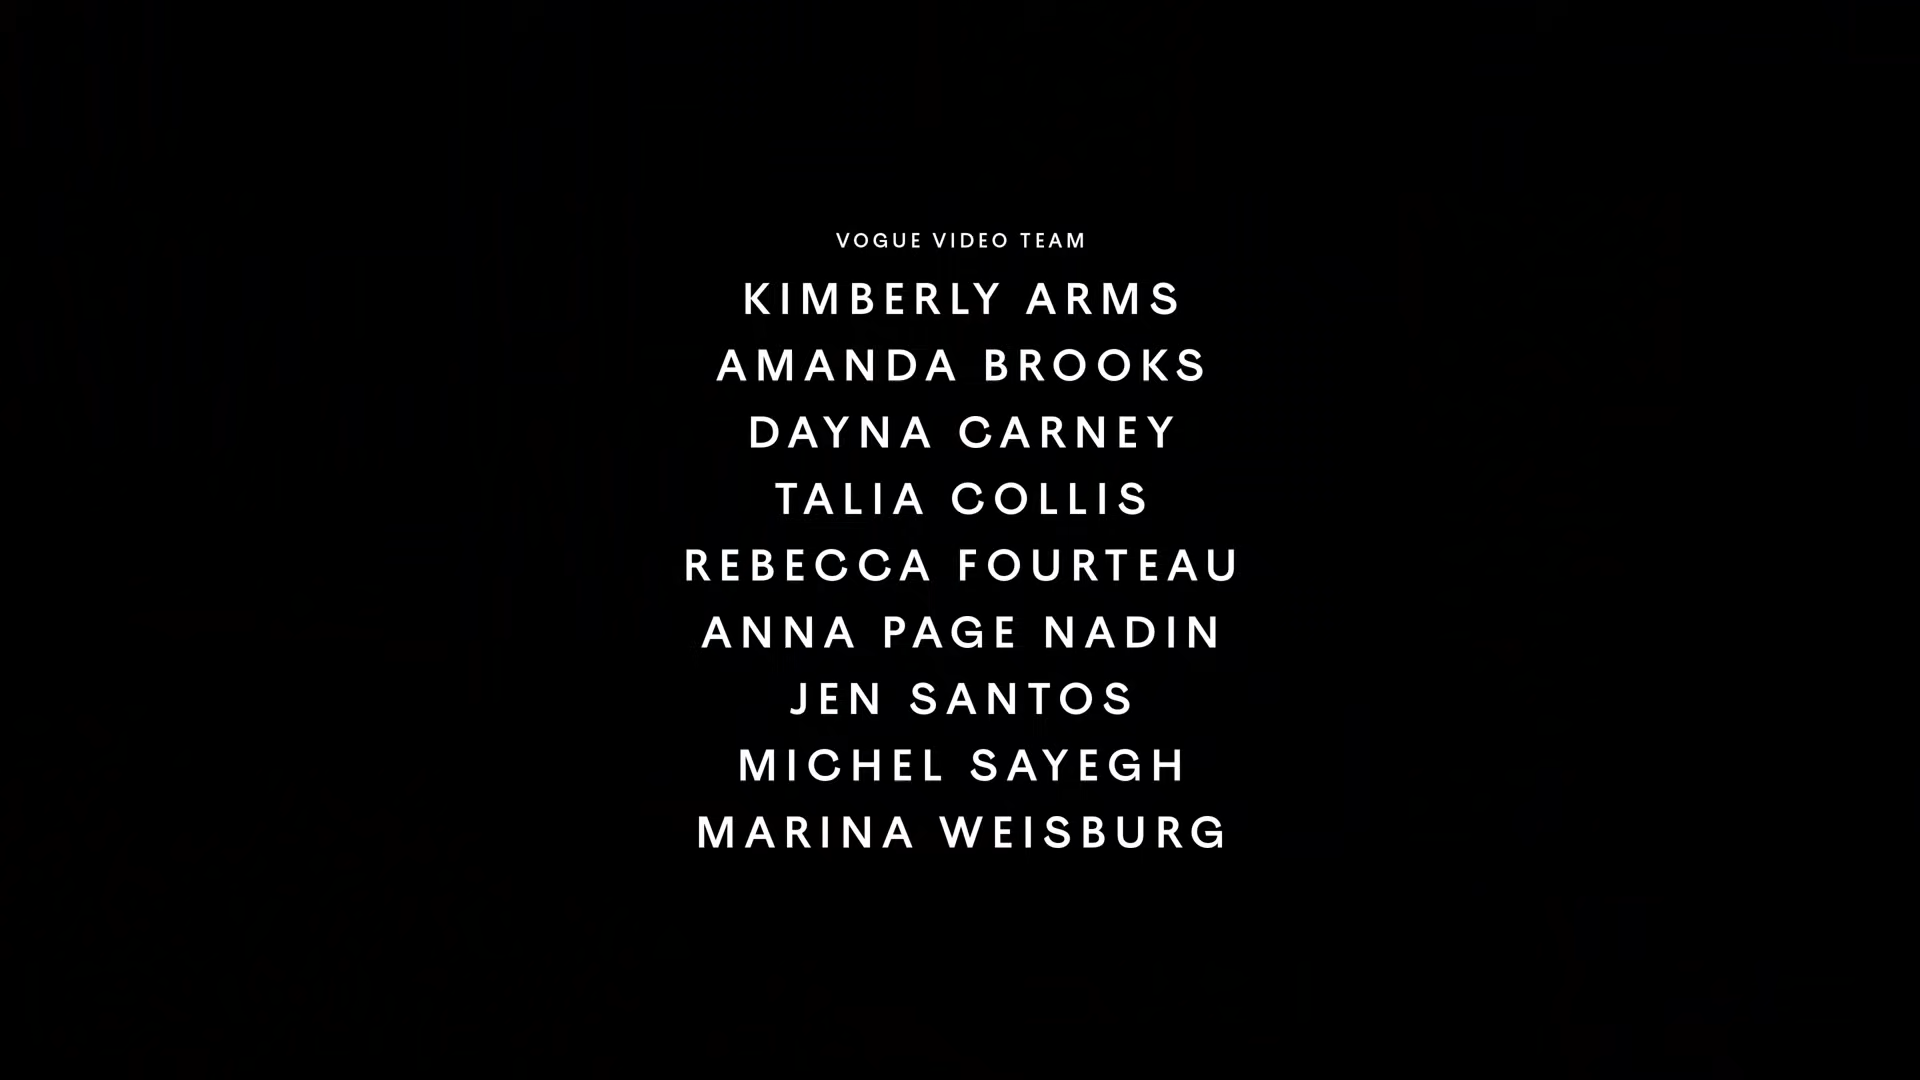 VOGUE VIDEO TEAM
KIMBERLY ARMS
AMANDA BROOKS
DAYNA CARNEY
TALIA COLLIS
REBECCA FOURTEAU
ANNA PAGE NADIN
JEN SANTOS
MICHEL SAYEGH
MARINA WEISBURG